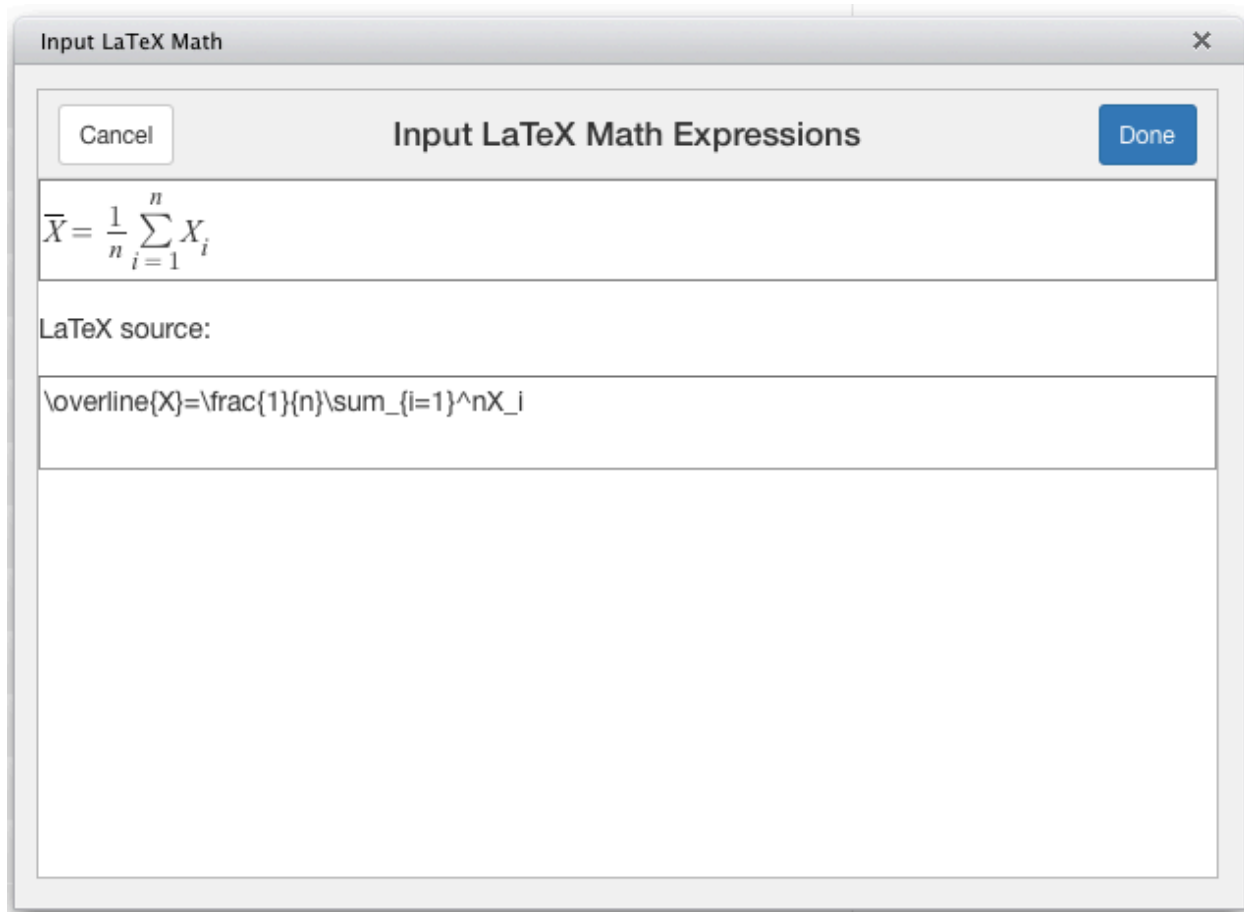 Input LaTeX Math ×
Cancel Input LaTeX Math Expressions Done
X̅ = 1/n ∑_{i = 1}^{n} X_i
LaTeX source:
\overline{X}=\frac{1}{n}\sum_{i=1}^nX_i